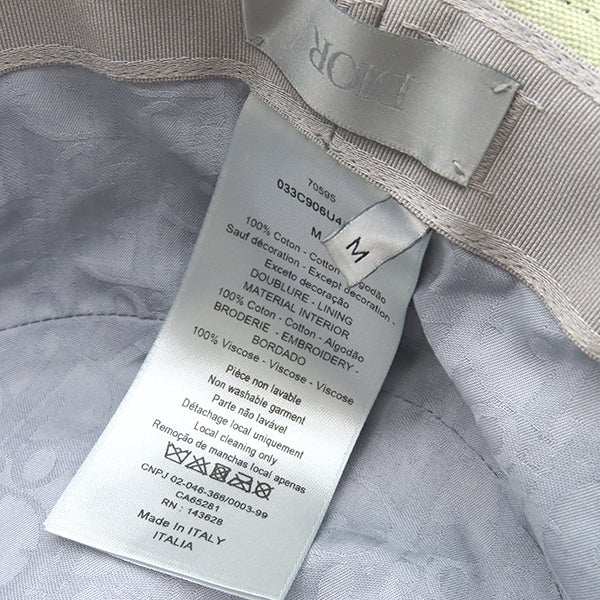 DIOR
70595
033C906U4
M
M
100% Coton - Cotton - Algodão
Sauf décoration - Except decoration -
Exceto decoração
DOUBLURE - LINING
MATERIAL INTERIOR
100% Coton - Cotton - Algodão
BRODERIE - EMBROIDERY -
BORDADO
100% Viscose - Viscose - Viscose
Pièce non lavable
Non washable garment
Parte não lavável
Détachage local uniquement
Local cleaning only
Remoção de manchas local apenas
CNPJ 02-046-366/0003-99
CA65281
RN : 143628
Made In ITALY
ITALIA